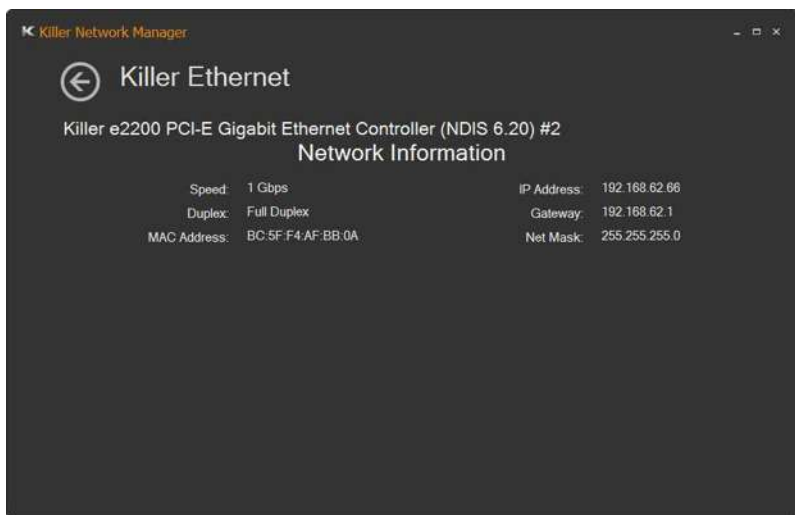 Killer Network Manager
Killer Ethernet
Killer e2200 PCI-E Gigabit Ethernet Controller (NDIS 6.20) #2
Network Information
Speed: 1 Gbps IP Address: 192.168.62.66
Duplex: Full Duplex Gateway: 192.168.62.1
MAC Address: BC:5F:F4:AF:BB:0A Net Mask: 255.255.255.0